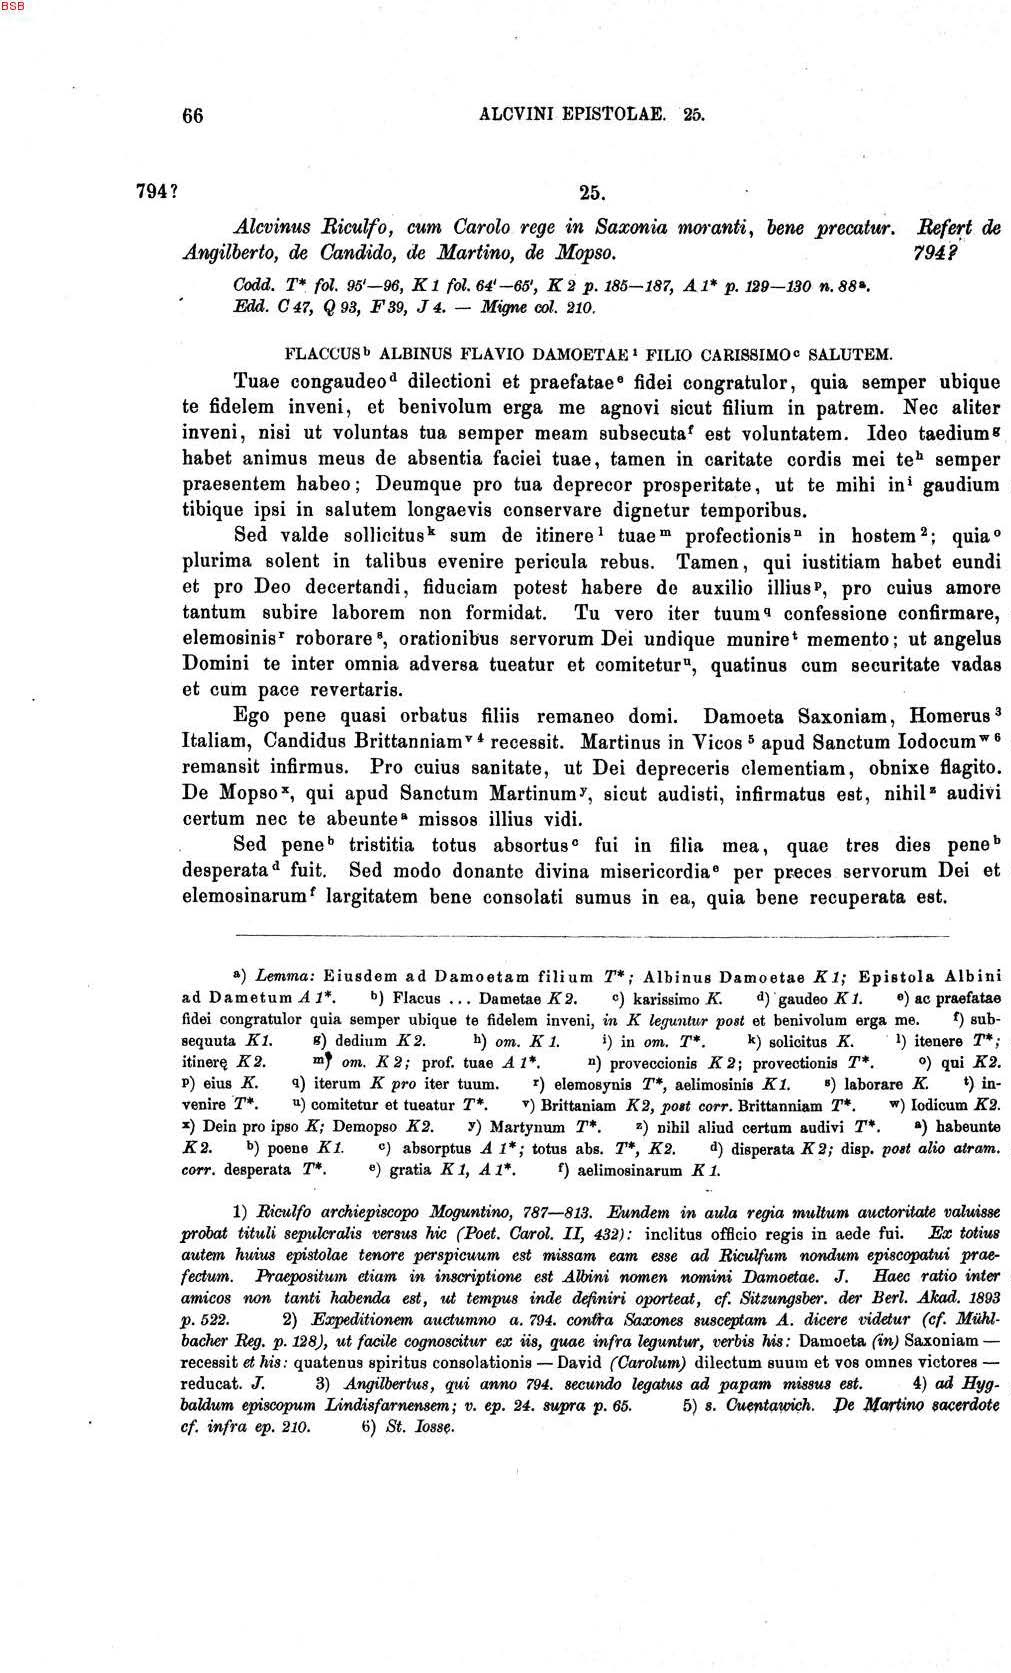 BSB
66 ALCVINI EPISTOLAE. 25.
794? 25.
Alcvinus Riculfo, cum Carolo rege in Saxonia moranti, bene precatur. Refert de
Angilberto, de Candido, de Martino, de Mopso. 794?
Codd. T* fol. 95'—96, K 1 fol. 64'—65', K 2 p. 185—187, A 1* p. 129—130 n. 88ᵃ.
Edd. C 47, Q 93, F 39, J 4. — Migne col. 210.
FLACCUSᵇ ALBINUS FLAVIO DAMOETAE¹ FILIO CARISSIMOᶜ SALUTEM.
Tuae congaudeoᵈ dilectioni et praefataeᵉ fidei congratulor, quia semper ubique
te fidelem inveni, et benivolum erga me agnovi sicut filium in patrem. Nec aliter
inveni, nisi ut voluntas tua semper meam subsecutaᶠ est voluntatem. Ideo taediumᵍ
habet animus meus de absentia faciei tuae, tamen in caritate cordis mei teʰ semper
praesentem habeo; Deumque pro tua deprecor prosperitate, ut te mihi inⁱ gaudium
tibique ipsi in salutem longaevis conservare dignetur temporibus.
Sed valde sollicitusᵏ sum de itinereˡ tuaeᵐ profectionisⁿ in hostem²; quiaᵒ
plurima solent in talibus evenire pericula rebus. Tamen, qui iustitiam habet eundi
et pro Deo decertandi, fiduciam potest habere de auxilio illiusᵖ, pro cuius amore
tantum subire laborem non formidat. Tu vero iter tuum^q confessione confirmare,
elemosinisʳ roborareˢ, orationibus servorum Dei undique munireᵗ memento; ut angelus
Domini te inter omnia adversa tueatur et comiteturᵘ, quatinus cum securitate vadas
et cum pace revertaris.
Ego pene quasi orbatus filiis remaneo domi. Damoeta Saxoniam, Homerus³
Italiam, Candidus Brittanniamᵛ ⁴ recessit. Martinus in Vicos⁵ apud Sanctum Iodocumʷ ⁶
remansit infirmus. Pro cuius sanitate, ut Dei depreceris clementiam, obnixe flagito.
De Mopsoˣ, qui apud Sanctum Martinumʸ, sicut audisti, infirmatus est, nihilᶻ audivi
certum nec te abeunteᵃ missos illius vidi.
Sed peneᵇ tristitia totus absortusᶜ fui in filia mea, quae tres dies peneᵇ
desperataᵈ fuit. Sed modo donante divina misericordiaᵉ per preces servorum Dei et
elemosinarumᶠ largitatem bene consolati sumus in ea, quia bene recuperata est.
ᵃ) Lemma: Eiusdem ad Damoetam filium T*; Albinus Damoetae K1; Epistola Albini
ad Dametum A 1*. ᵇ) Flacus ... Dametae K 2. ᶜ) karissimo K. ᵈ) gaudeo K 1. ᵉ) ac praefatae
fidei congratulor quia semper ubique te fidelem inveni, in K leguntur post et benivolum erga me. ᶠ) sub-
sequuta K1. ᵍ) dedium K 2. ʰ) om. K 1. ⁱ) in om. T*. ᵏ) solicitus K. ˡ) itenere T*;
itinerę K 2. ᵐ) om. K 2; prof. tuae A 1*. ⁿ) proveccionis K 2; provectionis T*. ᵒ) qui K2.
ᵖ) eius K. ^q) iterum K pro iter tuum. ʳ) elemosynis T*, aelimosinis K1. ˢ) laborare K. ᵗ) in-
venire T*. ᵘ) comitetur et tueatur T*. ᵛ) Brittaniam K2, post corr. Brittanniam T*. ʷ) Iodicum K2.
ˣ) Dein pro ipso K; Demopso K2. ʸ) Martynum T*. ᶻ) nihil aliud certum audivi T*. ᵃ) habeunte
K 2. ᵇ) poene K1. ᶜ) absorptus A 1*; totus abs. T*, K2. ᵈ) disperata K 2; disp. post alio atram.
corr. desperata T*. ᵉ) gratia K 1, A 1*. ᶠ) aelimosinarum K 1.
1) Riculfo archiepiscopo Moguntino, 787—813. Eundem in aula regia multum auctoritate valuisse
probat tituli sepulcralis versus hic (Poet. Carol. II, 432): inclitus officio regis in aede fui. Ex totius
autem huius epistolae tenore perspicuum est missam eam esse ad Riculfum nondum episcopatui prae-
fectum. Praepositum etiam in inscriptione est Albini nomen nomini Damoetae. J. Haec ratio inter
amicos non tanti habenda est, ut tempus inde definiri oporteat, cf. Sitzungsber. der Berl. Akad. 1893
p. 522. 2) Expeditionem auctumno a. 794. contra Saxones susceptam A. dicere videtur (cf. Mühl-
bacher Reg. p. 128), ut facile cognoscitur ex iis, quae infra leguntur, verbis his: Damoeta (in) Saxoniam —
recessit et his: quatenus spiritus consolationis — David (Carolum) dilectum suum et vos omnes victores —
reducat. J. 3) Angilbertus, qui anno 794. secundo legatus ad papam missus est. 4) ad Hyg-
baldum episcopum Lindisfarnensem; v. ep. 24. supra p. 65. 5) s. Cuentawich. De Martino sacerdote
cf. infra ep. 210. 6) St. Iosse.